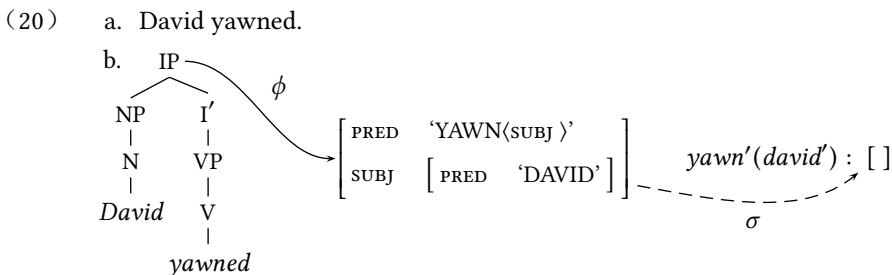 (20) a. David yawned.
b. IP
ϕ
NP I′
PRED ‘YAWN⟨SUBJ ⟩’
N VP
yawn′(david′) : [ ]
SUBJ [ PRED ‘DAVID’ ]
David V
σ
yawned